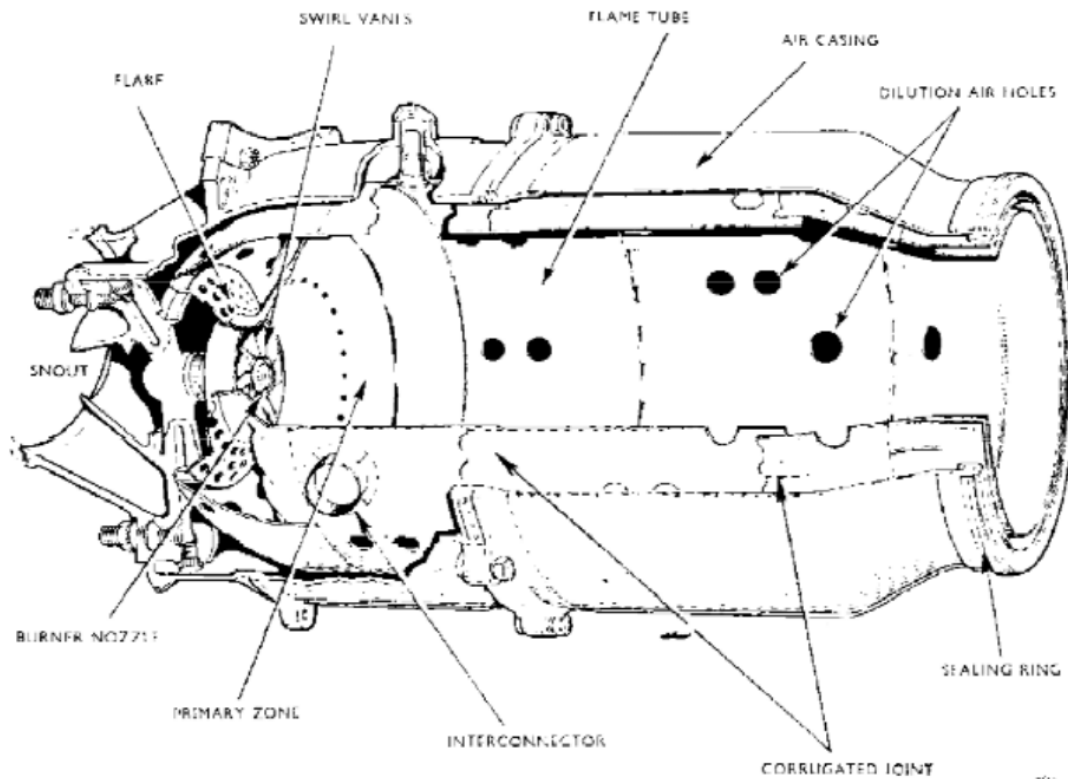 SWIRL VANES
FLAME TUBE
AIR CASING
FLARE
DILUTION AIR HOLES
SNOUT
BURNER NOZZLE
SEALING RING
PRIMARY ZONE
INTERCONNECTOR
CORRUGATED JOINT